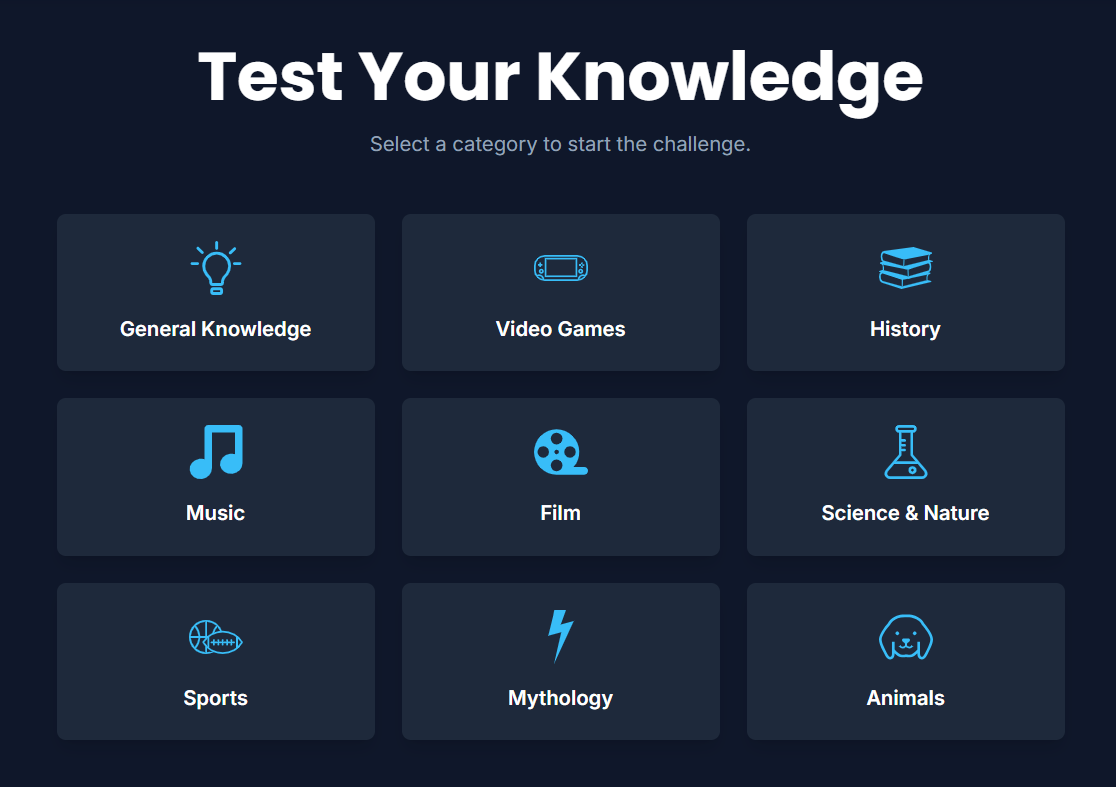 Test Your Knowledge
Select a category to start the challenge.
General Knowledge
Video Games
History
Music
Film
Science & Nature
Sports
Mythology
Animals